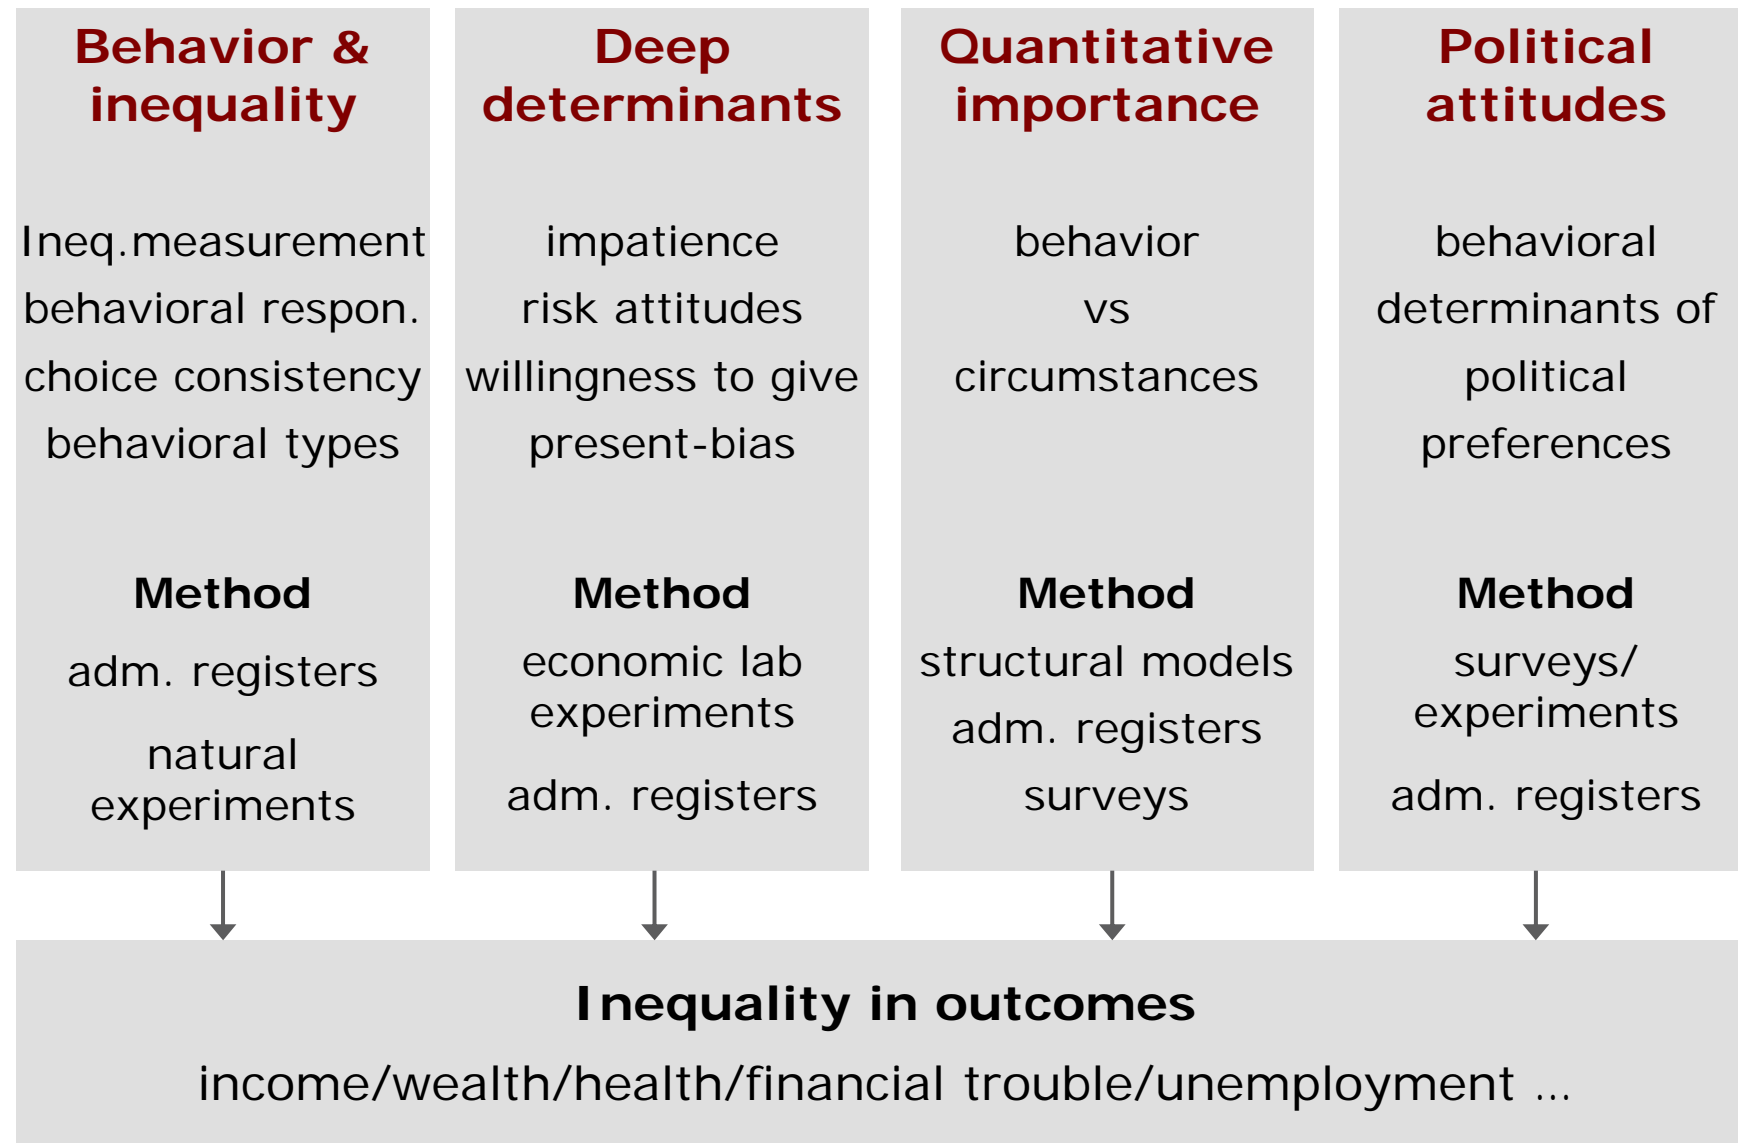 Behavior &
inequality
Ineq.measurement
behavioral respon.
choice consistency
behavioral types
Method
adm. registers
natural
experiments
Deep
determinants
impatience
risk attitudes
willingness to give
present-bias
Method
economic lab
experiments
adm. registers
Quantitative
importance
behavior
vs
circumstances
Method
structural models
adm. registers
surveys
Political
attitudes
behavioral
determinants of
political
preferences
Method
surveys/
experiments
adm. registers
Inequality in outcomes
income/wealth/health/financial trouble/unemployment ...